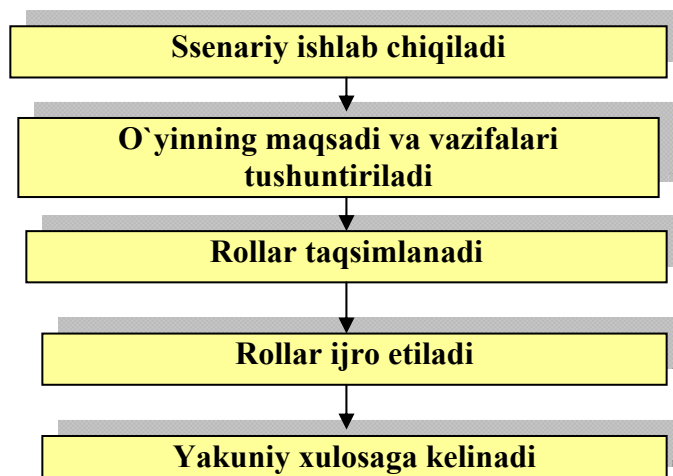 Ssenariy ishlab chiqiladi
O`yinning maqsadi va vazifalari
tushuntiriladi
Rollar taqsimlanadi
Rollar ijro etiladi
Yakuniy xulosaga kelinadi